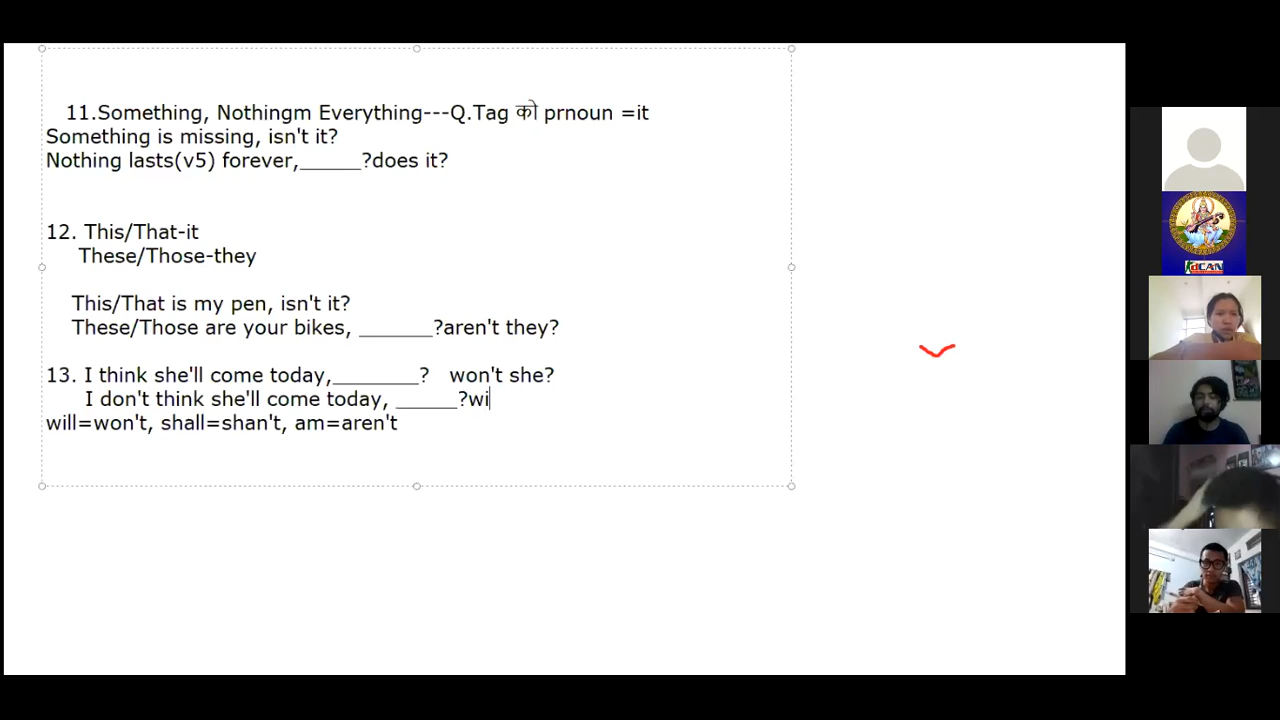 11.Something, Nothingm Everything---Q.Tag को prnoun =it
Something is missing, isn't it?
Nothing lasts(v5) forever,______?does it?
12. This/That-it
These/Those-they
This/That is my pen, isn't it?
These/Those are your bikes, _______?aren't they?
13. I think she'll come today,________? won't she?
I don't think she'll come today, ______?wi
will=won't, shall=shan't, am=aren't